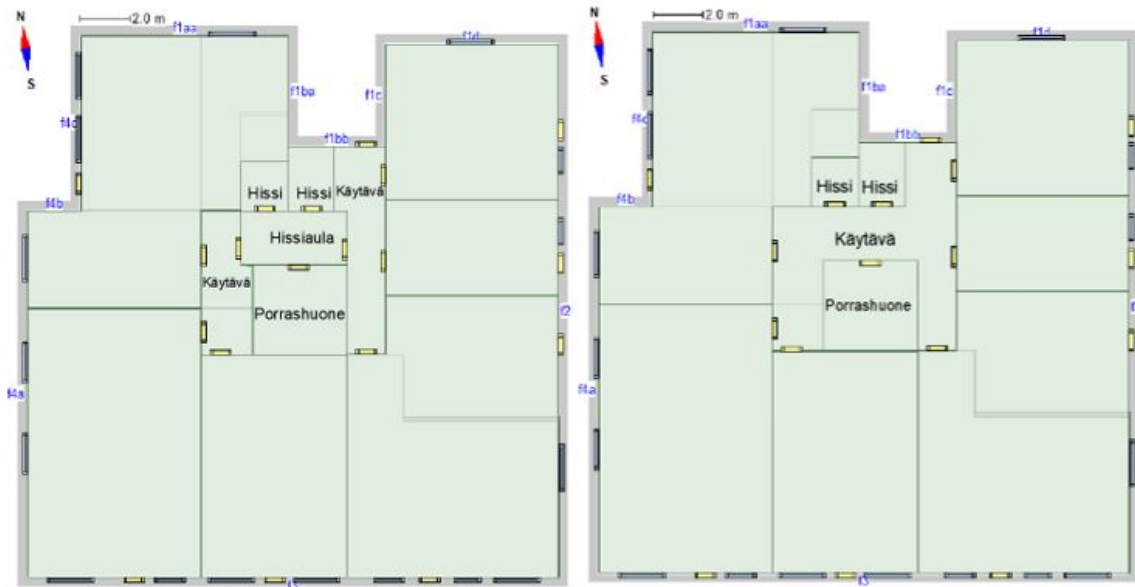 N
S
2.0 m
f1aa
f1d
f1ba
f1c
f4c
f1bb
Hissi
Hissi
Käytävä
f4b
Hissiaula
Käytävä
Porrashuone
f2
f4a
N
S
2.0 m
f1aa
f1d
f1ba
f1c
f4c
f1bb
Hissi
Hissi
f4b
Käytävä
Porrashuone
f4a
f3